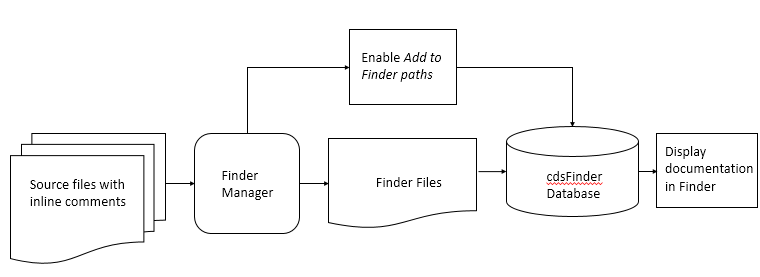 Enable Add to
Finder paths
Source files with
inline comments
Finder
Manager
Finder Files
cdsFinder
Database
Display
documentation
in Finder